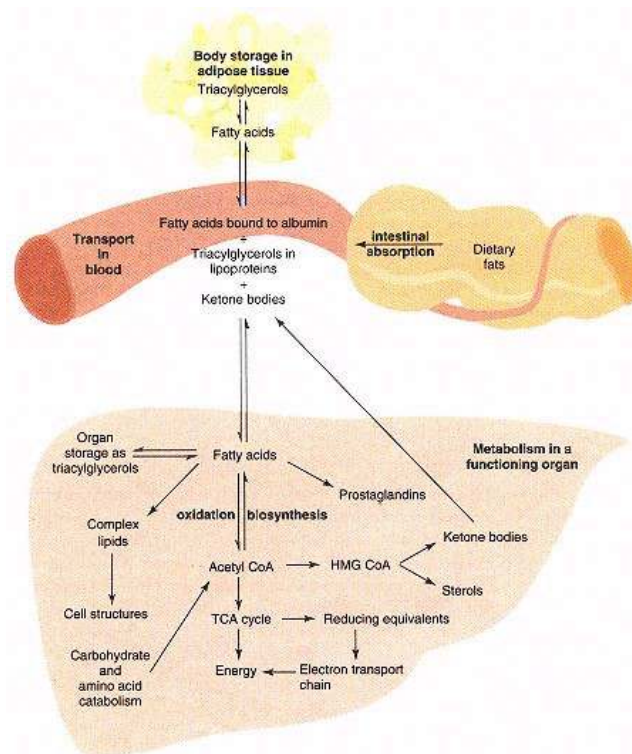 Body storage in
adipose tissue
Triacylglycerols
Fatty acids
Transport
in
blood
Fatty acids bound to albumin
+
Triacylglycerols in
lipoproteins
+
Ketone bodies
intestinal
absorption
Dietary
fats
Metabolism in a
functioning organ
Organ
storage as
triacylglycerols
Fatty acids
Prostaglandins
oxidation
biosynthesis
Complex
lipids
Ketone bodies
Acetyl CoA
HMG CoA
Sterols
Cell structures
TCA cycle
Reducing equivalents
Carbohydrate
and
amino acid
catabolism
Energy
Electron transport
chain